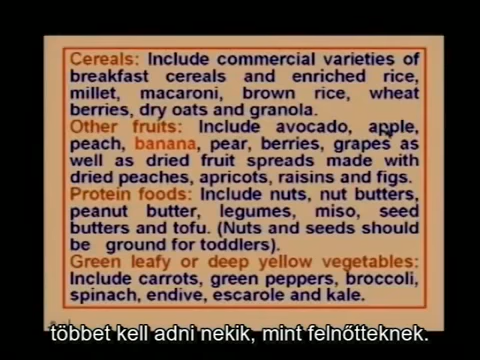 Cereals: Include commercial varieties of
breakfast cereals and enriched rice,
millet, macaroni, brown rice, wheat
berries, dry oats and granola.
Other fruits: Include avocado, apple,
peach, banana, pear, berries, grapes as
well as dried fruit spreads made with
dried peaches, apricots, raisins and figs.
Protein foods: Include nuts, nut butters,
peanut butter, legumes, miso, seed
butters and tofu. (Nuts and seeds should
be ground for toddlers).
Green leafy or deep yellow vegetables:
Include carrots, green peppers, broccoli,
spinach, endive, escarole and kale.
többet kell adni nekik, mint felnőtteknek.